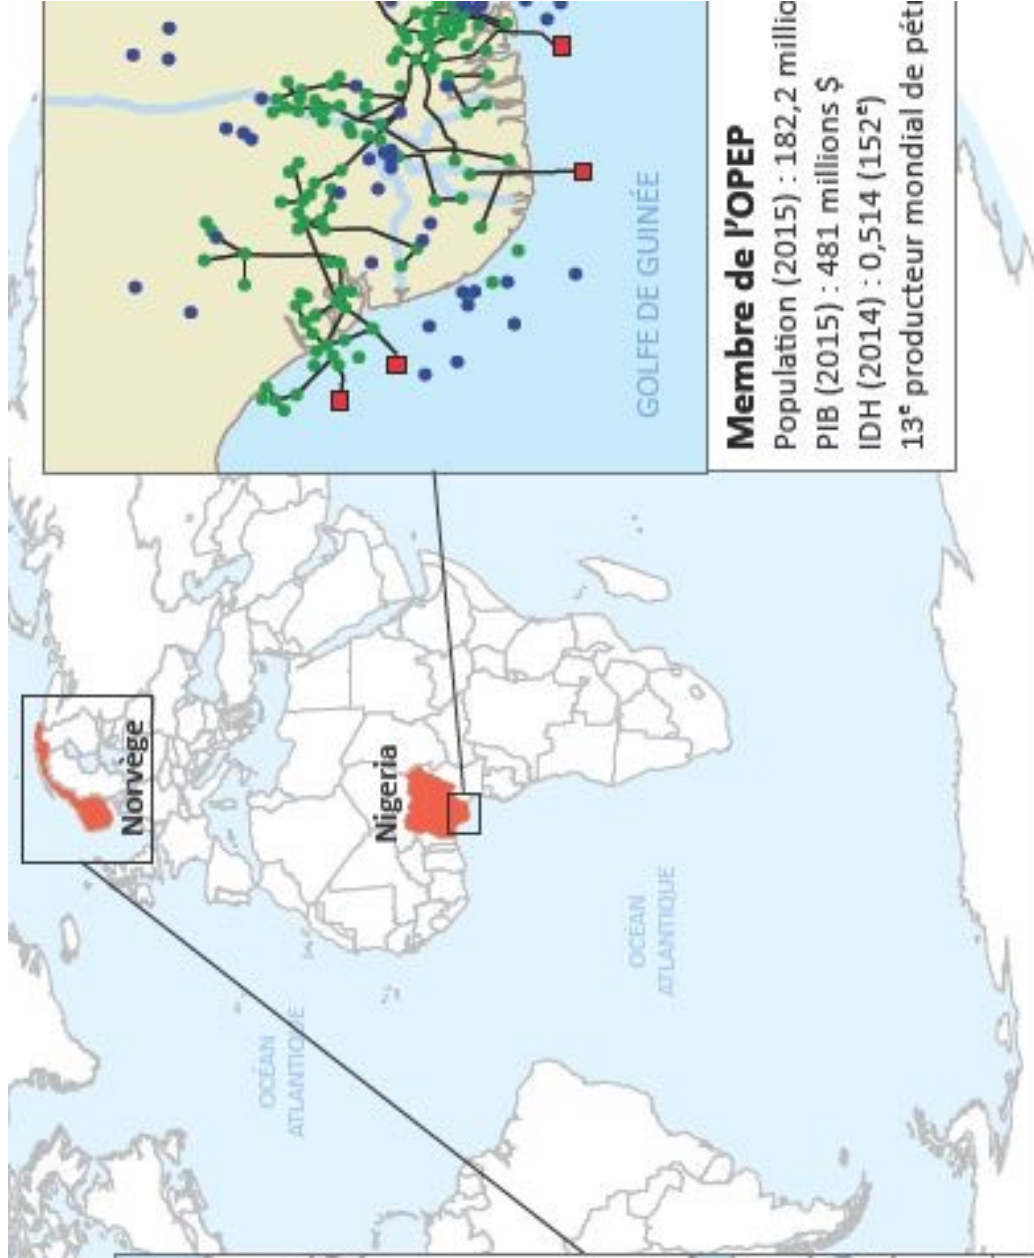 Norvège
Nigeria
OCÉAN
ATLANTIQUE
OCÉAN
ATLANTIQUE
GOLFE DE GUINÉE
Membre de l'OPEP
Population (2015) : 182,2 millio
PIB (2015) : 481 millions $
IDH (2014) : 0,514 (152ᵉ)
13ᵉ producteur mondial de pét